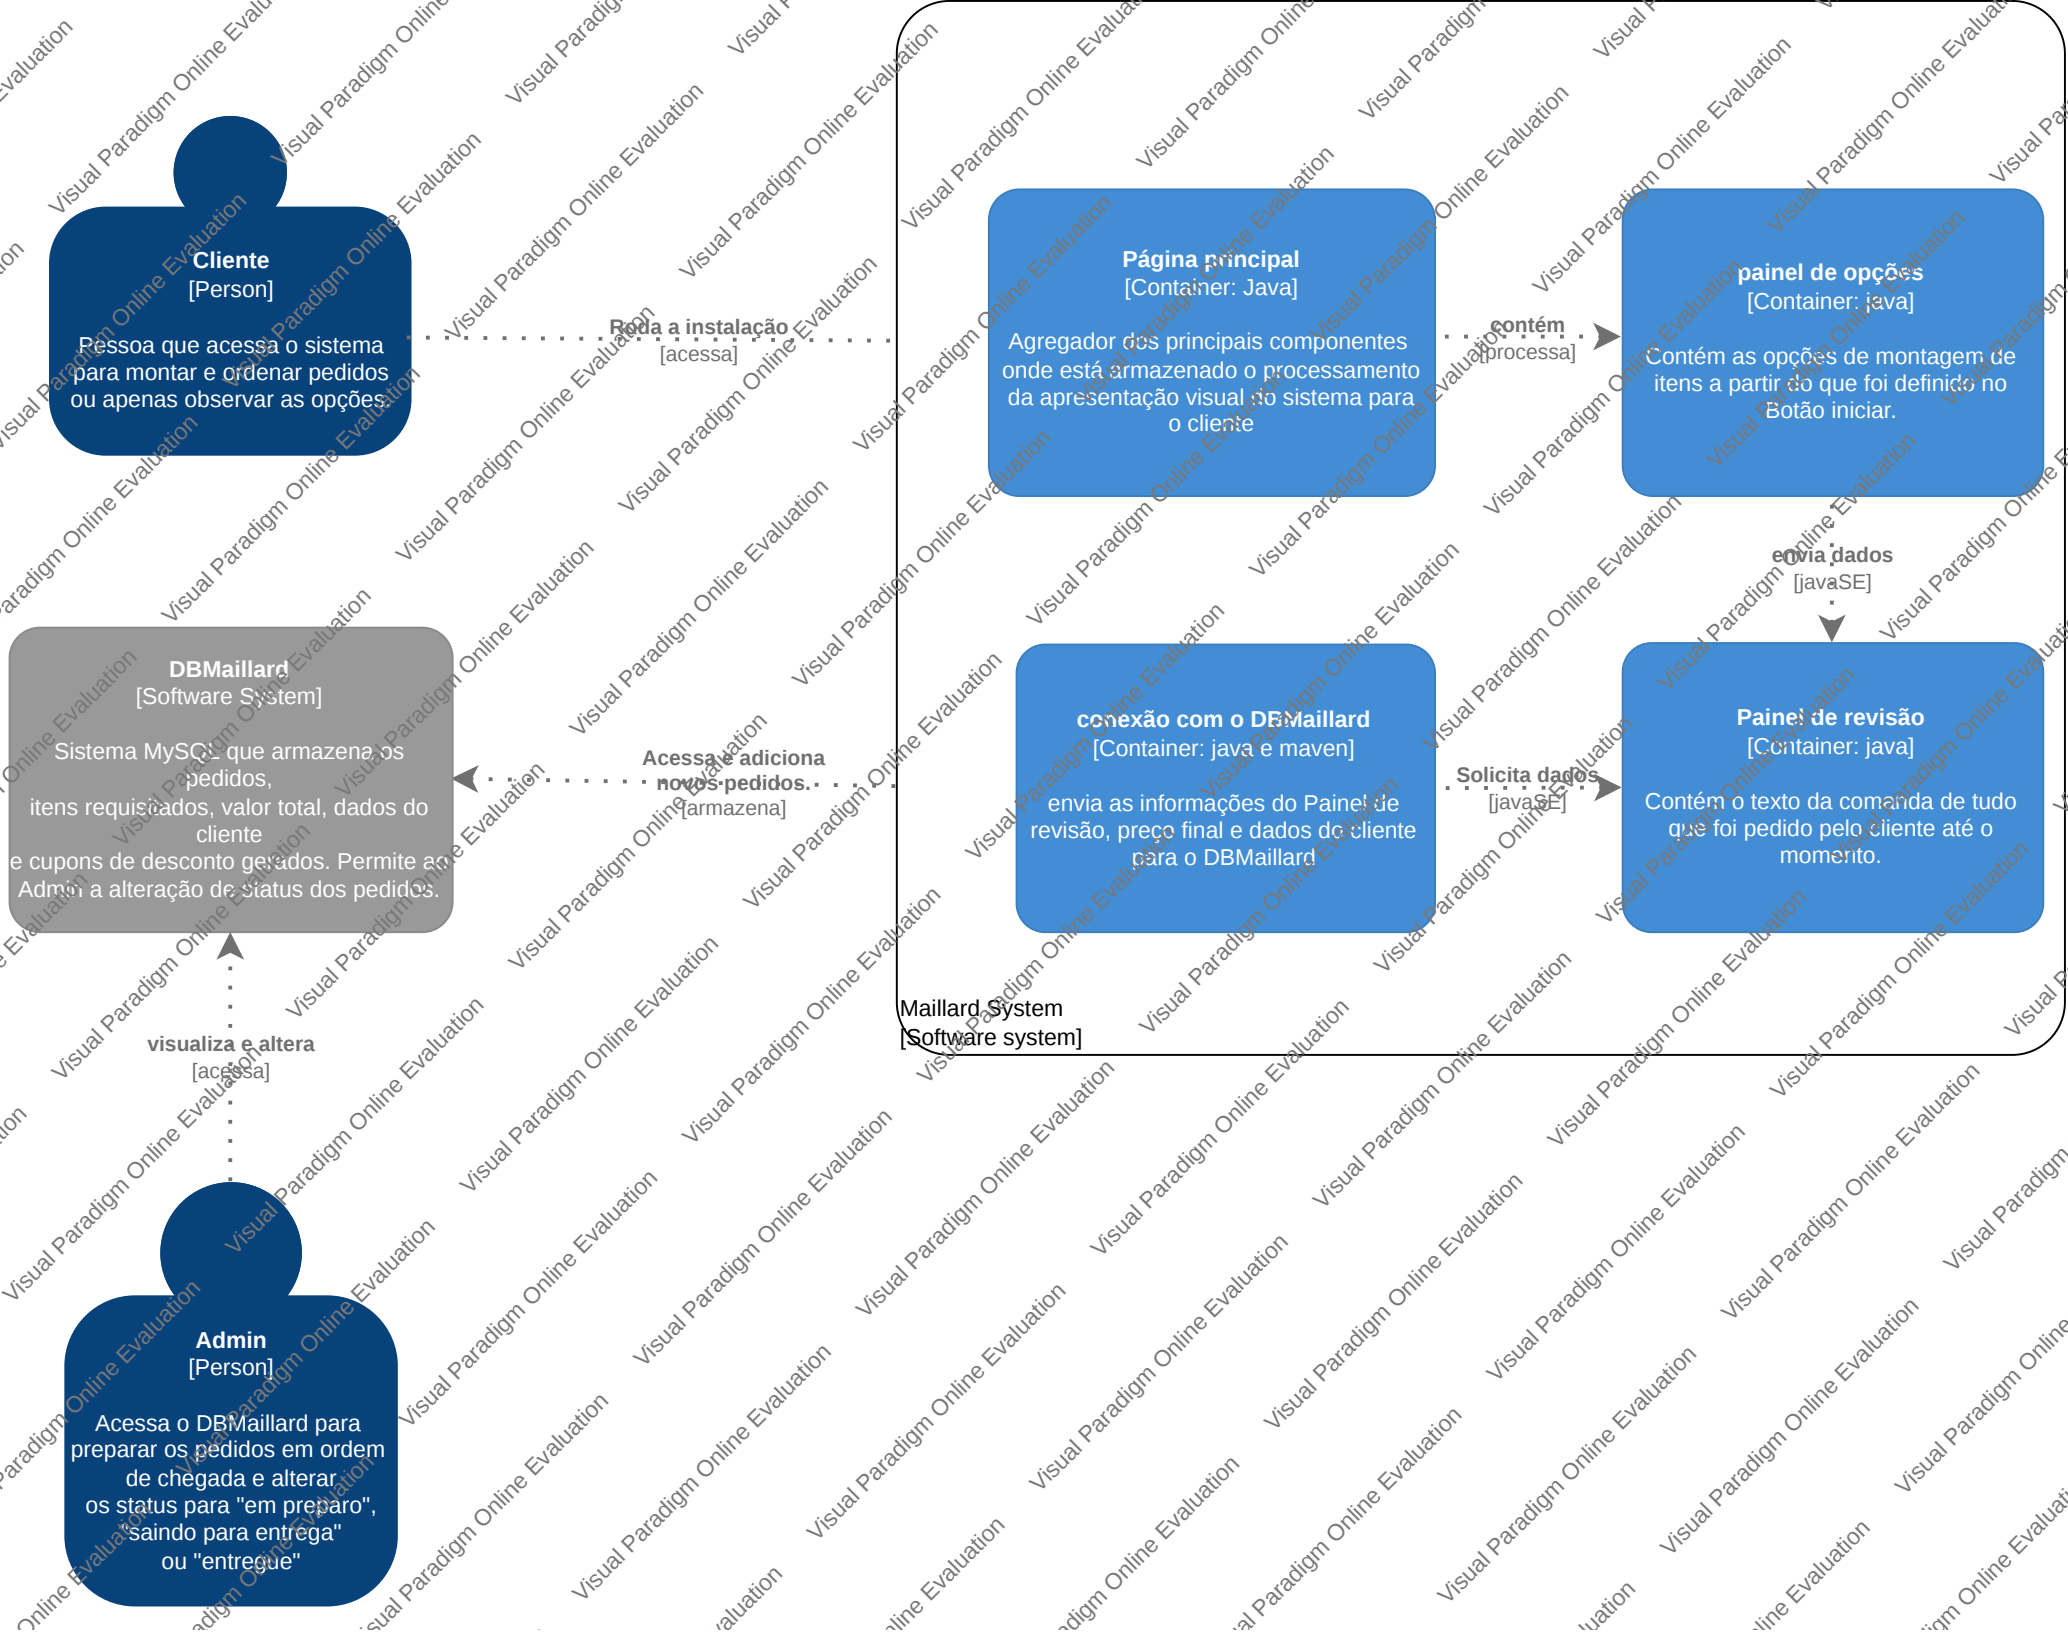 Cliente
[Person]
Pessoa que acessa o sistema
para montar e ordenar pedidos
ou apenas observar as opções.
Roda a instalação
[acessa]
Página principal
[Container: Java]
Agregador dos principais componentes
onde está armazenado o processamento
da apresentação visual do sistema para
o cliente
contém
[processa]
painel de opções
[Container: java]
Contém as opções de montagem de
itens a partir do que foi definido no
Botão iniciar.
envia dados
[javaSE]
DBMaillard
[Software System]
Sistema MySQL que armazena os
pedidos,
itens requisitados, valor total, dados do
cliente
e cupons de desconto gerados. Permite ao
Admin a alteração de status dos pedidos.
Acessa e adiciona
novos pedidos.
[armazena]
conexão com o DBMaillard
[Container: java e maven]
envia as informações do Painel de
revisão, preço final e dados do cliente
para o DBMaillard
Solicita dados
[javaSE]
Painel de revisão
[Container: java]
Contém o texto da comanda de tudo
que foi pedido pelo cliente até o
momento.
Maillard System
[Software system]
visualiza e altera
[acessa]
Admin
[Person]
Acessa o DBMaillard para
preparar os pedidos em ordem
de chegada e alterar
os status para "em preparo",
"saindo para entrega"
ou "entregue"
Visual Paradigm Online Evaluation